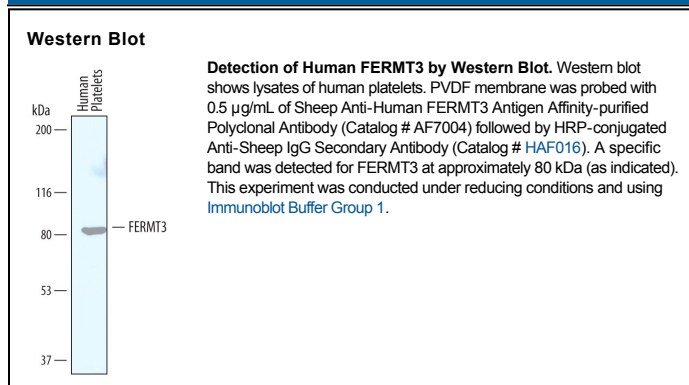 Western Blot
Human
Platelets
kDa
200
116
80
53
37
FERMT3
Detection of Human FERMT3 by Western Blot. Western blot
shows lysates of human platelets. PVDF membrane was probed with
0.5 µg/mL of Sheep Anti-Human FERMT3 Antigen Affinity-purified
Polyclonal Antibody (Catalog # AF7004) followed by HRP-conjugated
Anti-Sheep IgG Secondary Antibody (Catalog # HAF016). A specific
band was detected for FERMT3 at approximately 80 kDa (as indicated).
This experiment was conducted under reducing conditions and using
Immunoblot Buffer Group 1.